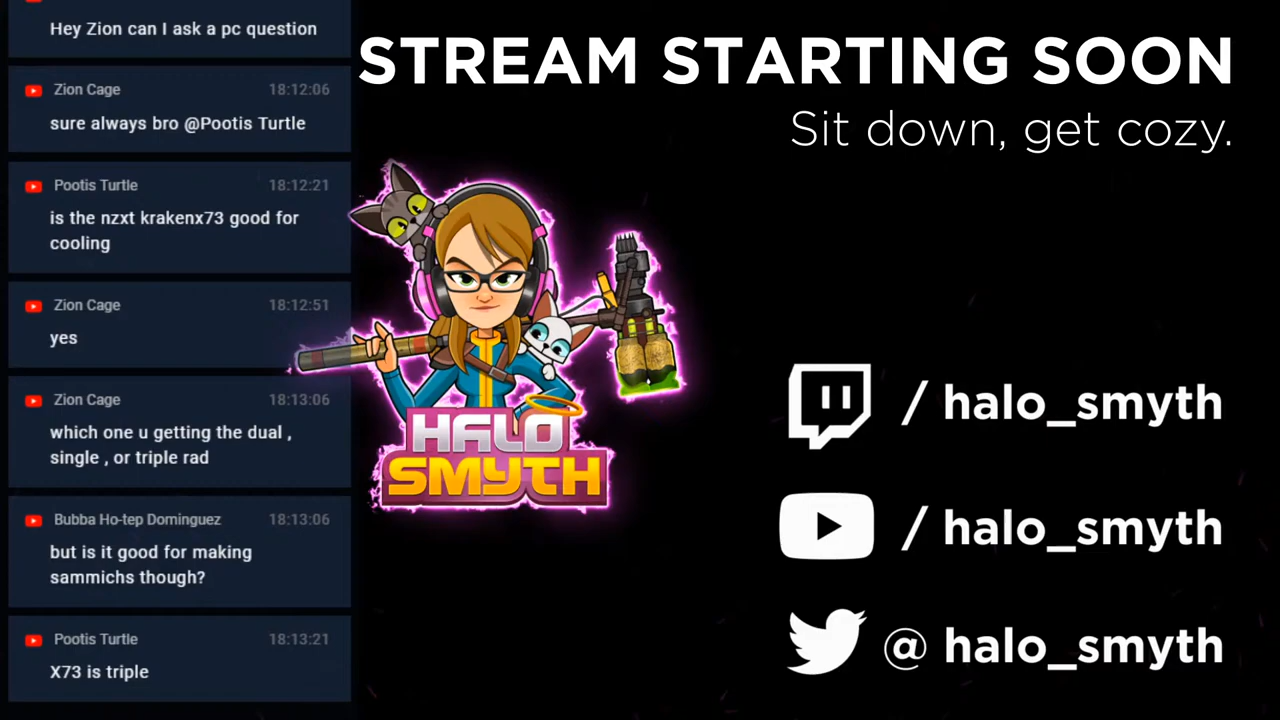 Hey Zion can I ask a pc question
Zion Cage 18:12:06
sure always bro @Pootis Turtle
Pootis Turtle 18:12:21
is the nzxt krakenx73 good for
cooling
Zion Cage 18:12:51
yes
Zion Cage 18:13:06
which one u getting the dual ,
single , or triple rad
Bubba Ho-tep Dominguez 18:13:06
but is it good for making
sammichs though?
Pootis Turtle 18:13:21
X73 is triple
STREAM STARTING SOON
Sit down, get cozy.
HALO
SMYTH
/ halo_smyth
/ halo_smyth
@ halo_smyth